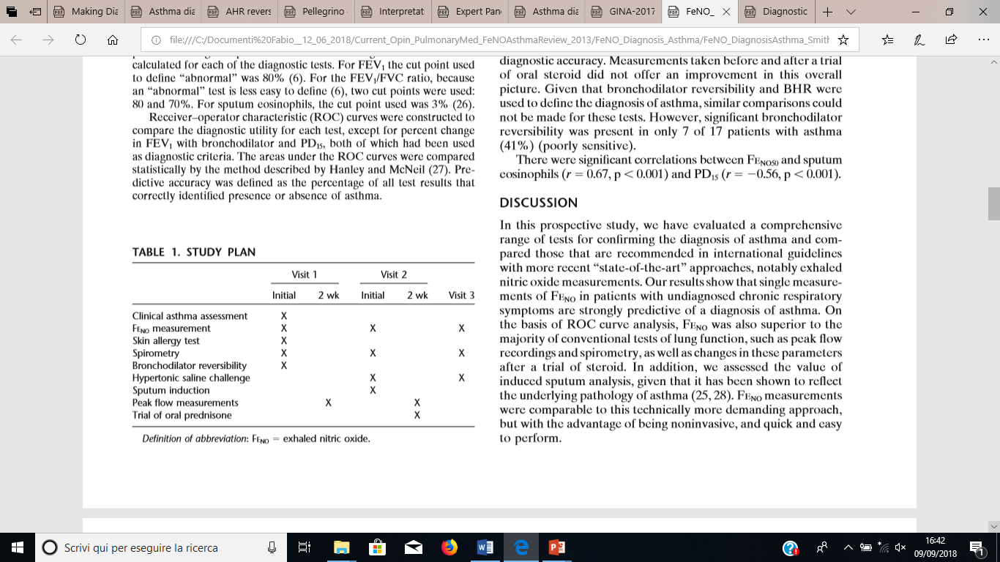 Making Dia
Asthma dia
AHR revers
Pellegrino
Interpretat
Expert Pan
Asthma dia
GINA-2017
FeNO_
Diagnostic
file:///C:/Documenti%20Fabio__12_06_2018/Current_Opin_PulmonaryMed_FeNOAsthmaReview_2013/FeNO_Diagnosis_Asthma/FeNO_DiagnosisAsthma_Smith
calculated for each of the diagnostic tests. For FEV1 the cut point used
to define “abnormal” was 80% (6). For the FEV1/FVC ratio, because
an “abnormal” test is less easy to define (6), two cut points were used:
80 and 70%. For sputum eosinophils, the cut point used was 3% (26).
Receiver–operator characteristic (ROC) curves were constructed to
compare the diagnostic utility for each test, except for percent change
in FEV1 with bronchodilator and PD15, both of which had been used
as diagnostic criteria. The areas under the ROC curves were compared
statistically by the method described by Hanley and McNeil (27). Pre-
dictive accuracy was defined as the percentage of all test results that
correctly identified presence or absence of asthma.
TABLE 1. STUDY PLAN
Visit 1 Visit 2
Initial 2 wk Initial 2 wk Visit 3
Clinical asthma assessment X
FENO measurement X X X
Skin allergy test X
Spirometry X X X
Bronchodilator reversibility X
Hypertonic saline challenge X X
Sputum induction X
Peak flow measurements X X
Trial of oral prednisone X
Definition of abbreviation: FENO = exhaled nitric oxide.
diagnostic accuracy. Measurements taken before and after a trial
of oral steroid did not offer an improvement in this overall
picture. Given that bronchodilator reversibility and BHR were
used to define the diagnosis of asthma, similar comparisons could
not be made for these tests. However, significant bronchodilator
reversibility was present in only 7 of 17 patients with asthma
(41%) (poorly sensitive).
There were significant correlations between FENO50 and sputum
eosinophils (r = 0.67, p < 0.001) and PD15 (r = −0.56, p < 0.001).
DISCUSSION
In this prospective study, we have evaluated a comprehensive
range of tests for confirming the diagnosis of asthma and com-
pared those that are recommended in international guidelines
with more recent “state-of-the-art” approaches, notably exhaled
nitric oxide measurements. Our results show that single measure-
ments of FENO in patients with undiagnosed chronic respiratory
symptoms are strongly predictive of a diagnosis of asthma. On
the basis of ROC curve analysis, FENO was also superior to the
majority of conventional tests of lung function, such as peak flow
recordings and spirometry, as well as changes in these parameters
after a trial of steroid. In addition, we assessed the value of
induced sputum analysis, given that it has been shown to reflect
the underlying pathology of asthma (25, 28). FENO measurements
were comparable to this technically more demanding approach,
but with the advantage of being noninvasive, and quick and easy
to perform.
Scrivi qui per eseguire la ricerca
16:42
09/09/2018
1